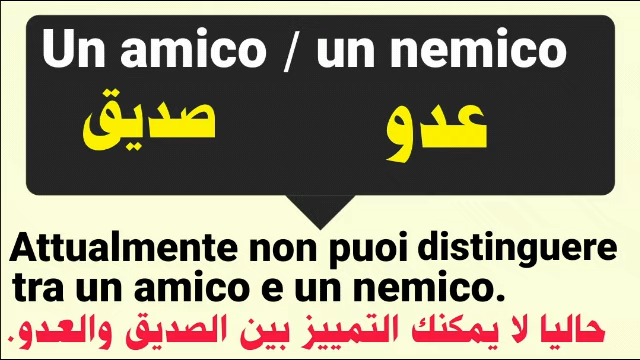 Un amico / un nemico
صديق عدو
Attualmente non puoi distinguere
tra un amico e un nemico.
حاليا لا يمكنك التمييز بين الصديق والعدو.